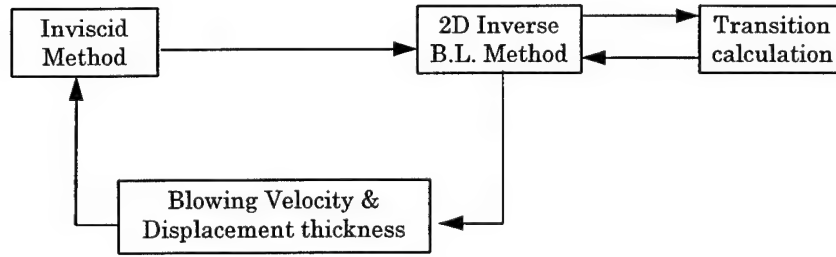 Inviscid
Method
2D Inverse
B.L. Method
Transition
calculation
Blowing Velocity &
Displacement thickness